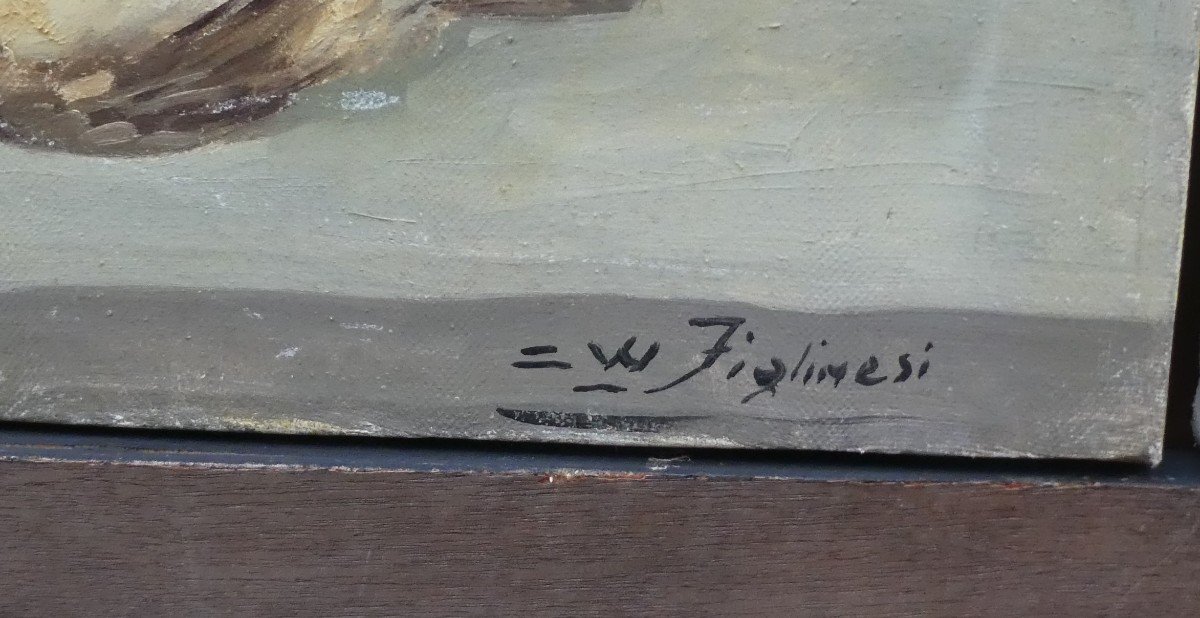 = W Figlinesi